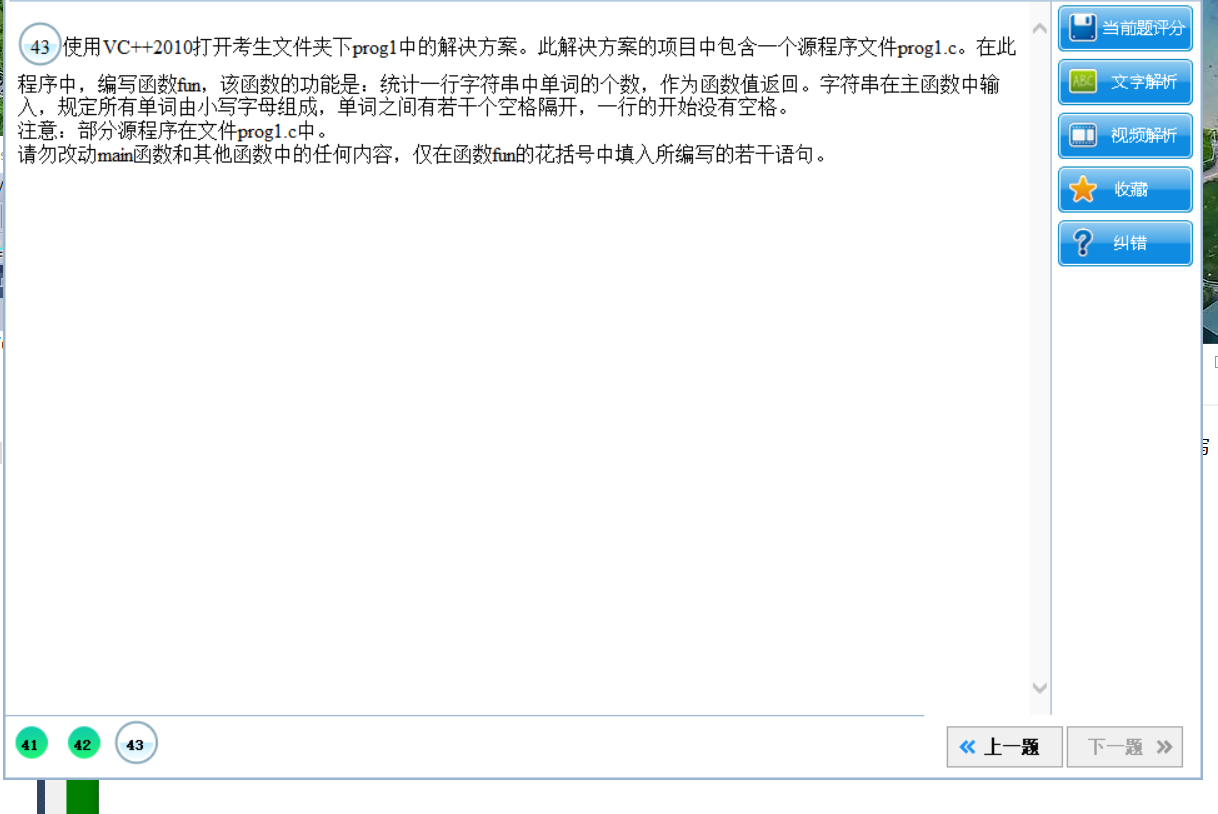 43 使用VC++2010打开考生文件夹下prog1中的解决方案。此解决方案的项目中包含一个源程序文件prog1.c。在此
程序中，编写函数fun，该函数的功能是：统计一行字符串中单词的个数，作为函数值返回。字符串在主函数中输
入，规定所有单词由小写字母组成，单词之间有若干个空格隔开，一行的开始没有空格。
注意：部分源程序在文件prog1.c中。
请勿改动main函数和其他函数中的任何内容，仅在函数fun的花括号中填入所编写的若干语句。
当前题评分
ABC 文字解析
视频解析
收藏
? 纠错
41 42 43
上一题 下一题